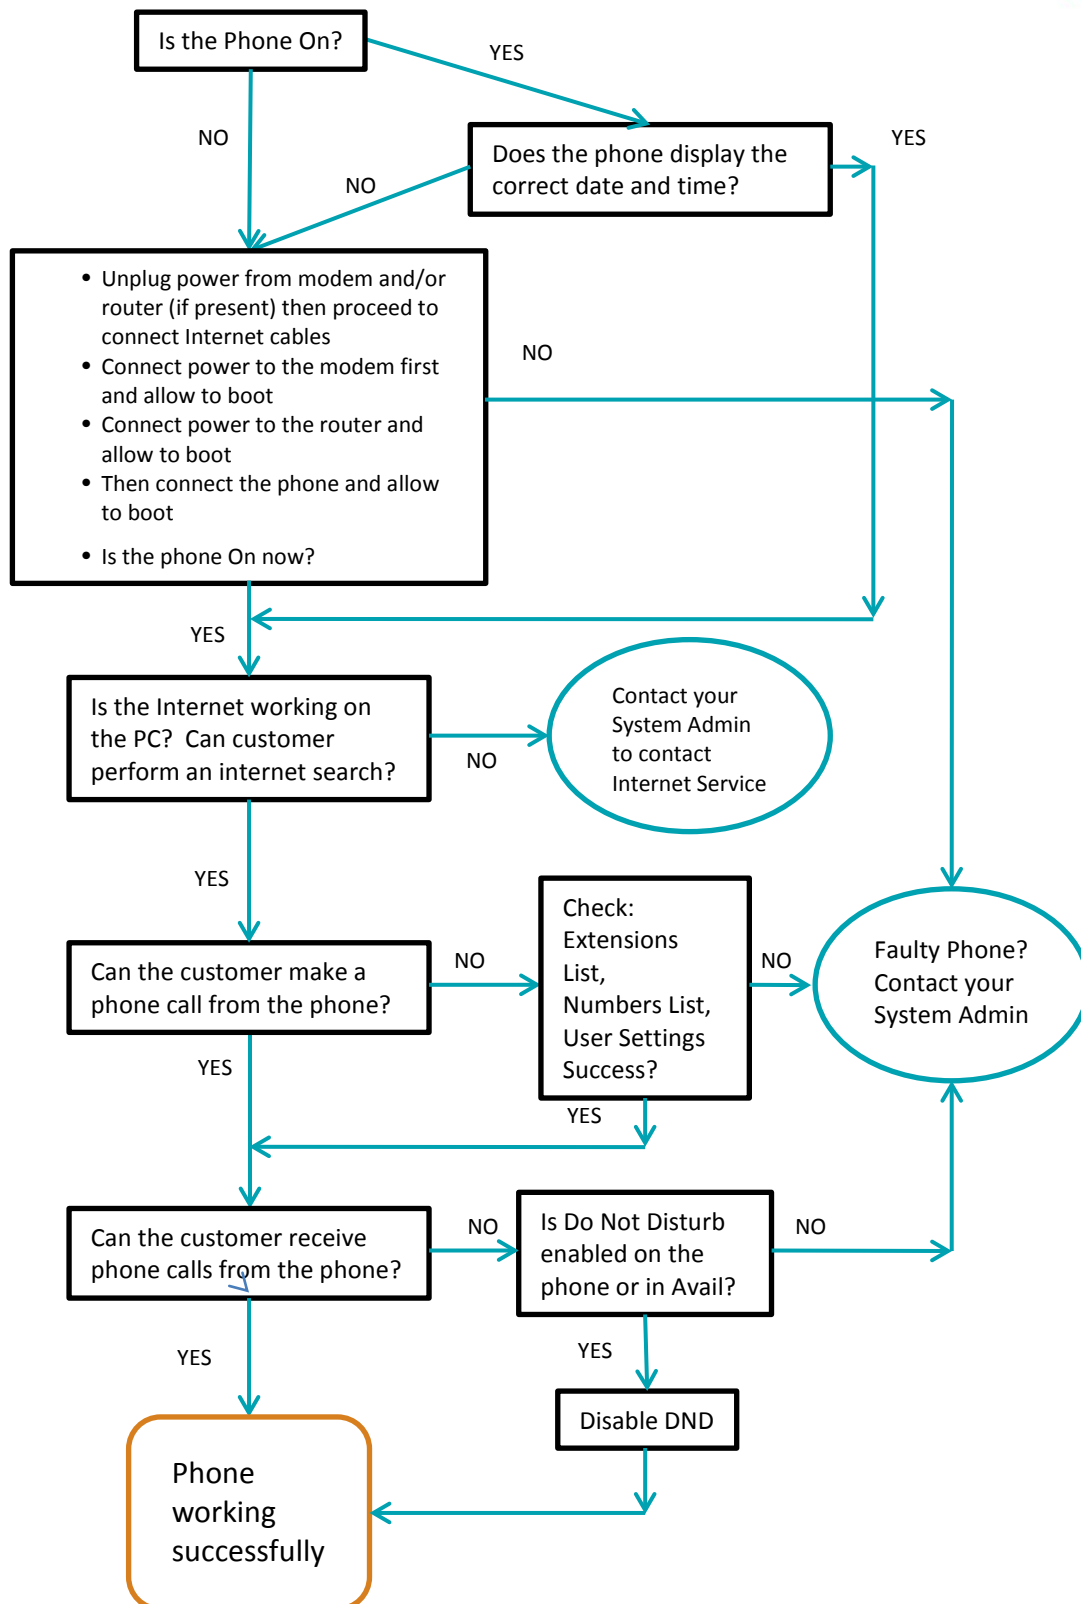 Is the Phone On?
YES
NO
Does the phone display the
correct date and time?
YES
NO
• Unplug power from modem and/or
router (if present) then proceed to
connect Internet cables
• Connect power to the modem first
and allow to boot
• Connect power to the router and
allow to boot
• Then connect the phone and allow
to boot
• Is the phone On now?
NO
YES
Is the Internet working on
the PC?  Can customer
perform an internet search?
NO
Contact your
System Admin
to contact
Internet Service
YES
Can the customer make a
phone call from the phone?
NO
Check:
Extensions
List,
Numbers List,
User Settings
Success?
NO
Faulty Phone?
Contact your
System Admin
YES
YES
Can the customer receive
phone calls from the phone?
NO
Is Do Not Disturb
enabled on the
phone or in Avail?
NO
YES
YES
Disable DND
Phone
working
successfully